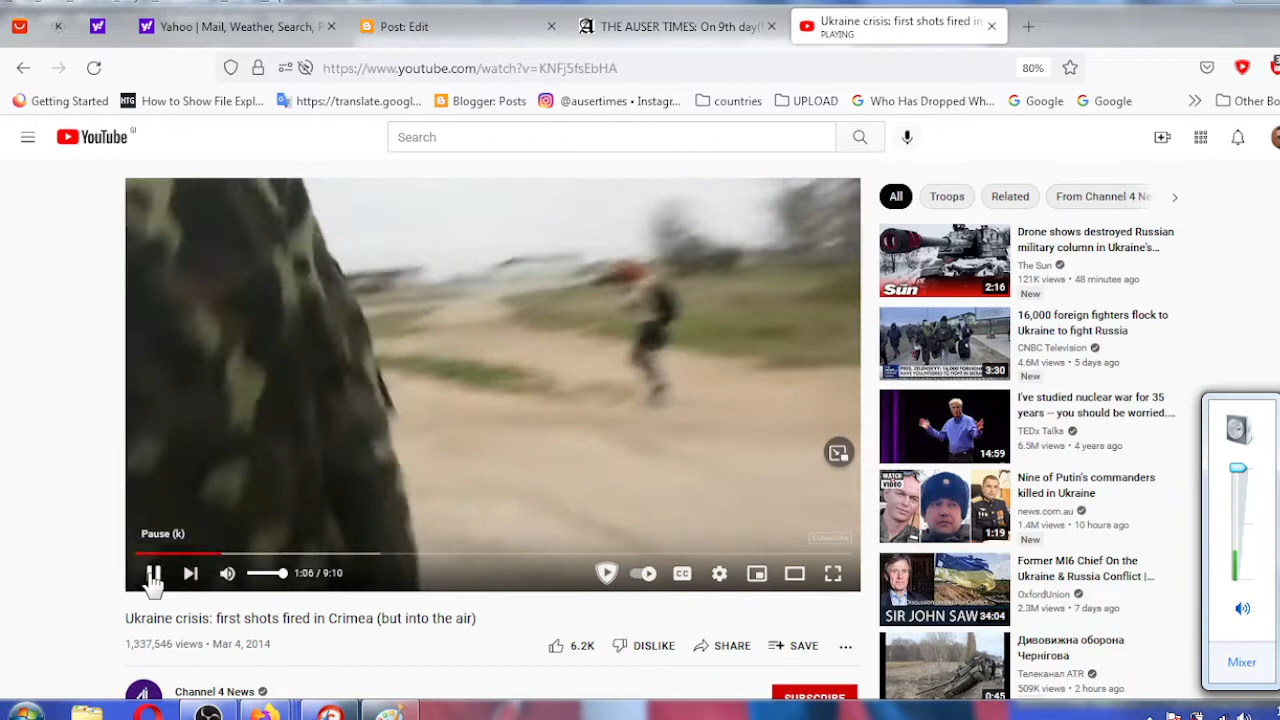 Yahoo | Mail, Weather, Search, P
Post: Edit
THE AUSER TIMES: On 9th day(
Ukraine crisis: first shots fired in
PLAYING
https://www.youtube.com/watch?v=KNFj5fsEbHA
80%
Getting Started
HTG
How to Show File Expl...
https://translate.googl...
Blogger: Posts
@ausertimes • Instagr...
countries
UPLOAD
Who Has Dropped Wh...
Google
Google
Other Bo
YouTube SI
Search
All
Troops
Related
From Channel 4 Ne
Drone shows destroyed Russian
military column in Ukraine's...
The Sun
121K views • 48 minutes ago
New
Sun
2:16
16,000 foreign fighters flock to
Ukraine to fight Russia
CNBC Television
4.6M views • 5 days ago
New
3:30
I've studied nuclear war for 35
years -- you should be worried....
TEDx Talks
6.5M views • 4 years ago
14:59
Nine of Putin's commanders
killed in Ukraine
news.com.au
1.4M views • 10 hours ago
New
WATCH
VIDEO
1:19
Former MI6 Chief On the
Ukraine & Russia Conflict |...
OxfordUnion
2.3M views • 7 days ago
SIR JOHN SAW
34:04
Дивовижна оборона
Чернігова
Телеканал ATR
509K views • 2 hours ago
0:45
Pause (k)
Subscribe
1:06 / 9:10
CC
Ukraine crisis: first shots fired in Crimea (but into the air)
1,337,546 views • Mar 4, 2014
6.2K
DISLIKE
SHARE
SAVE
Channel 4 News
SUBSCRIBE
Mixer